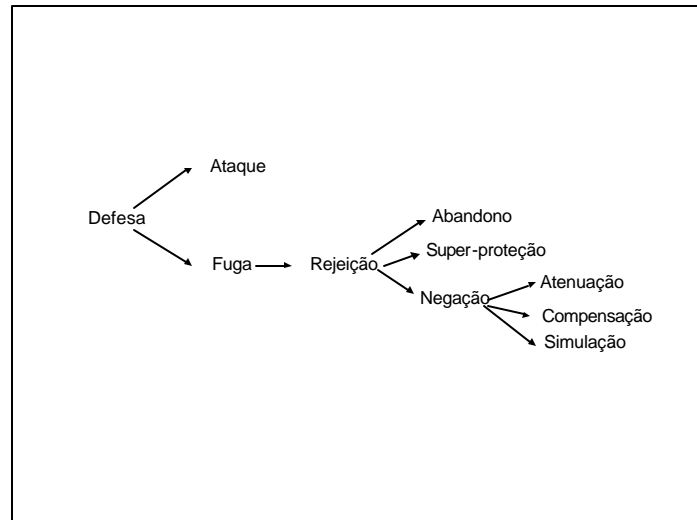 Ataque
Defesa
Fuga
Rejeição
Abandono
Super-proteção
Negação
Atenuação
Compensação
Simulação